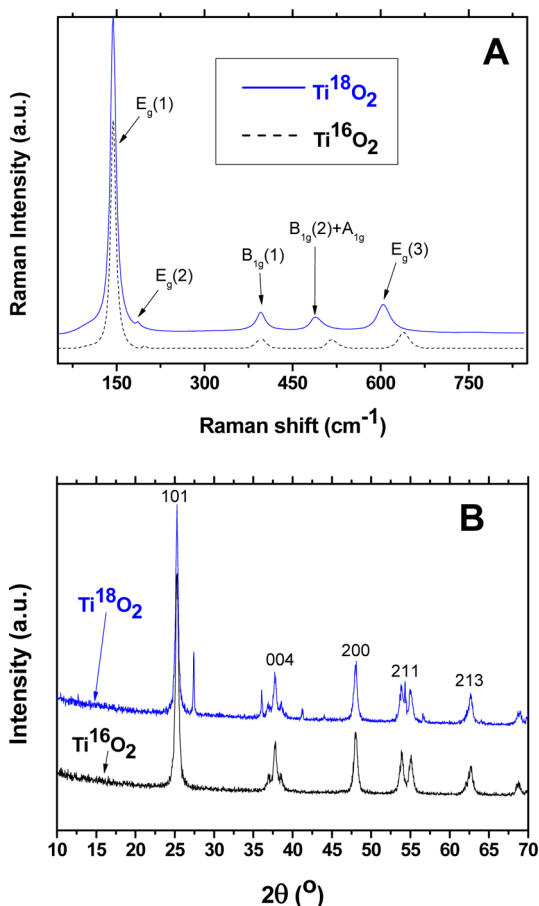 A
Ti18O2
Ti16O2
Eg(1)
Eg(2)
B1g(1)
B1g(2)+A1g
Eg(3)
Raman Intensity (a.u.)
150 300 450 600 750
Raman shift (cm-1)
B
101
Ti18O2
004
200
211
213
Ti16O2
Intensity (a.u.)
10 15 20 25 30 35 40 45 50 55 60 65 70
2θ (o)